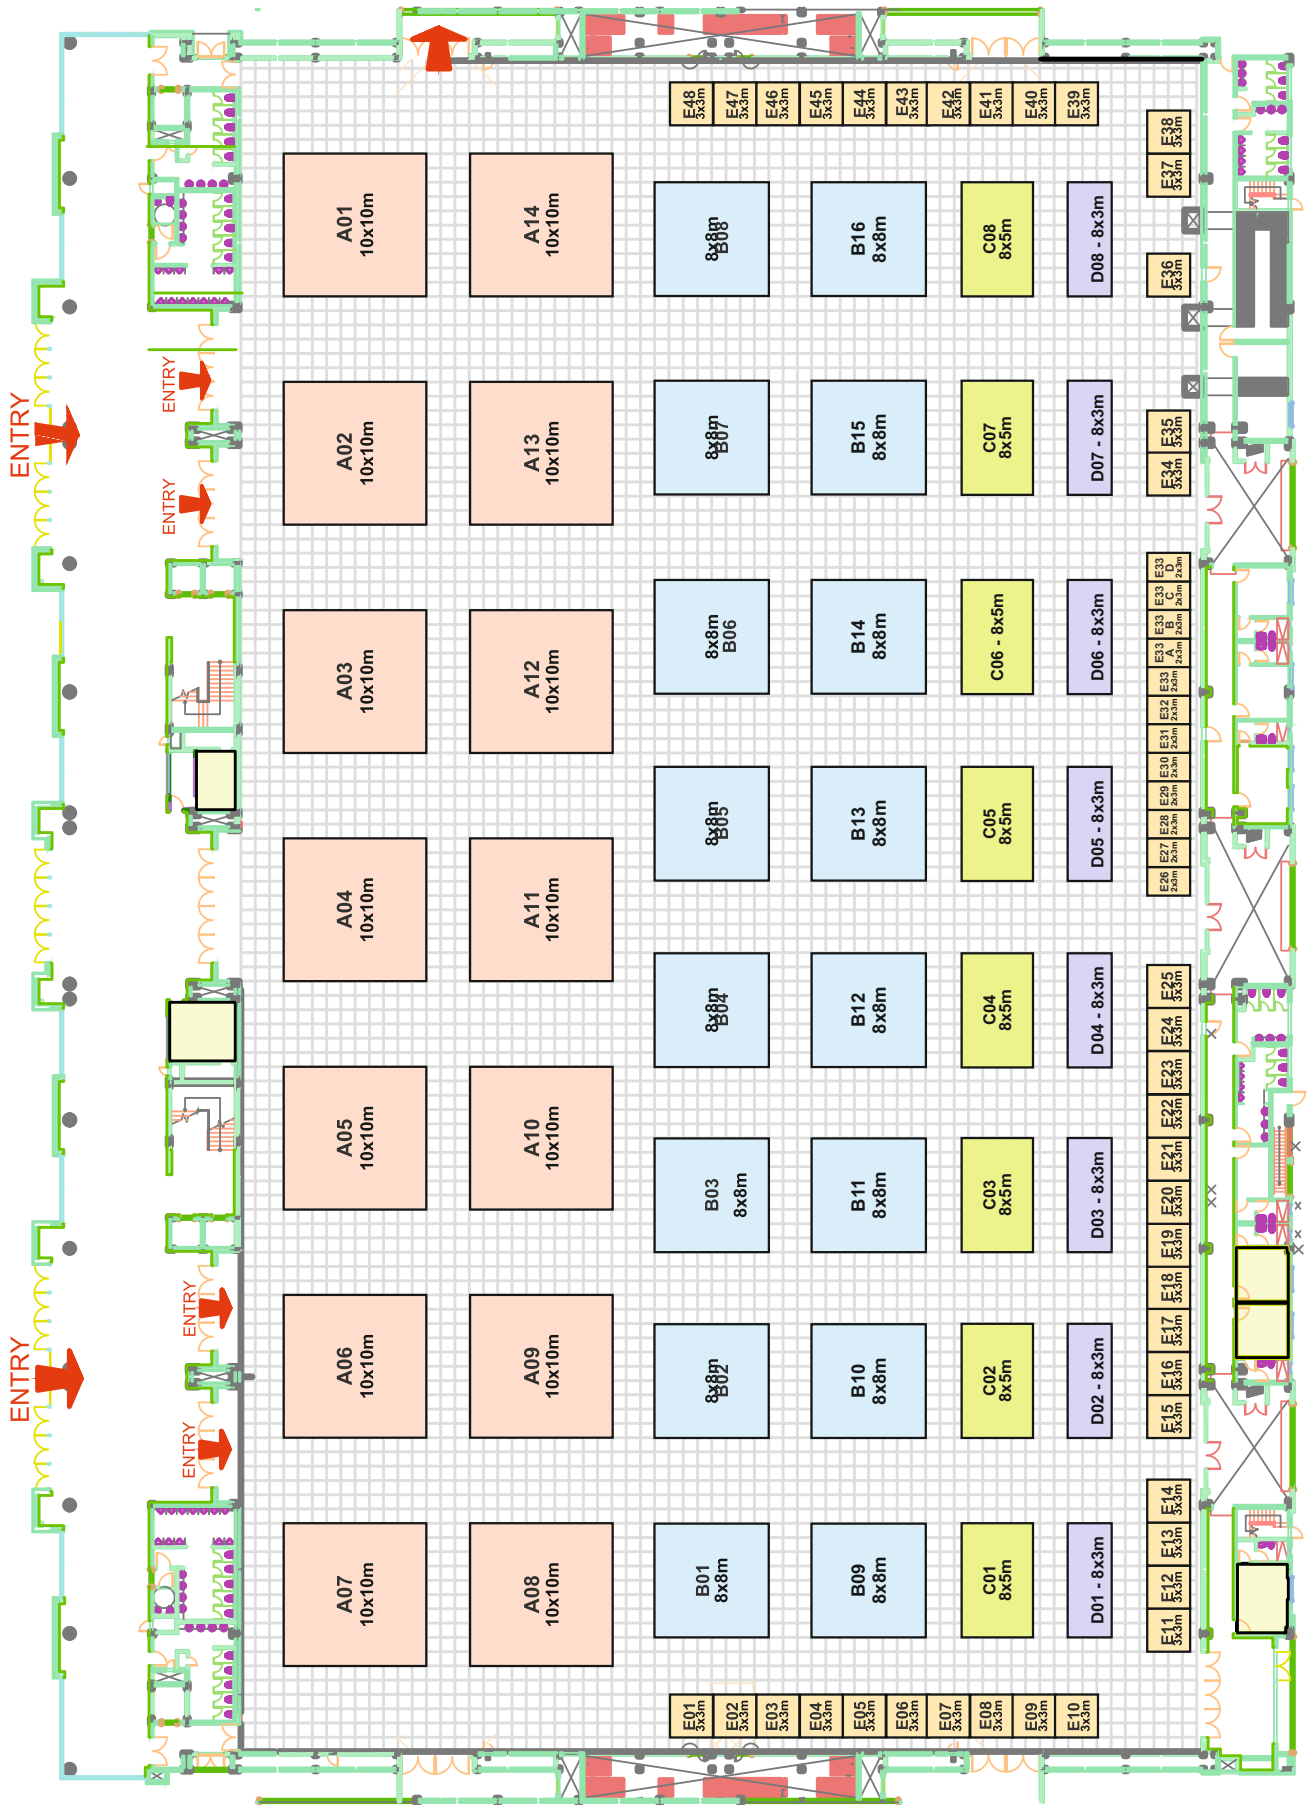 E48
3x3m
E47
3x3m
E46
3x3m
E45
3x3m
E44
3x3m
E43
3x3m
E42
3x3m
E41
3x3m
E40
3x3m
E39
3x3m
E38
3x3m
E37
3x3m
A01
10x10m
A14
10x10m
8x8m
B08
B16
8x8m
C08
8x5m
D08 - 8x3m
E36
3x3m
ENTRY
ENTRY
ENTRY
A02
10x10m
A13
10x10m
8x8m
B07
B15
8x8m
C07
8x5m
D07 - 8x3m
E35
3x3m
E34
3x3m
A03
10x10m
A12
10x10m
8x8m
B06
B14
8x8m
C06 - 8x5m
D06 - 8x3m
E33
D
2x3m
E33
C
2x3m
E33
B
2x3m
E33
A
2x3m
E33
2x3m
E32
2x3m
E31
2x3m
E30
2x3m
E29
2x3m
E28
2x3m
E27
2x3m
E26
2x3m
A04
10x10m
A11
10x10m
8x8m
B05
B13
8x8m
C05
8x5m
D05 - 8x3m
8x8m
B04
B12
8x8m
C04
8x5m
D04 - 8x3m
E25
3x3m
E24
3x3m
E23
3x3m
E22
3x3m
E21
3x3m
E20
3x3m
E19
3x3m
E18
3x3m
E17
3x3m
E16
3x3m
E15
3x3m
A05
10x10m
A10
10x10m
B03
8x8m
B11
8x8m
C03
8x5m
D03 - 8x3m
ENTRY
ENTRY
ENTRY
A06
10x10m
A09
10x10m
8x8m
B02
B10
8x8m
C02
8x5m
D02 - 8x3m
E14
3x3m
E13
3x3m
E12
3x3m
E11
3x3m
A07
10x10m
A08
10x10m
B01
8x8m
B09
8x8m
C01
8x5m
D01 - 8x3m
E01
3x3m
E02
3x3m
E03
3x3m
E04
3x3m
E05
3x3m
E06
3x3m
E07
3x3m
E08
3x3m
E09
3x3m
E10
3x3m